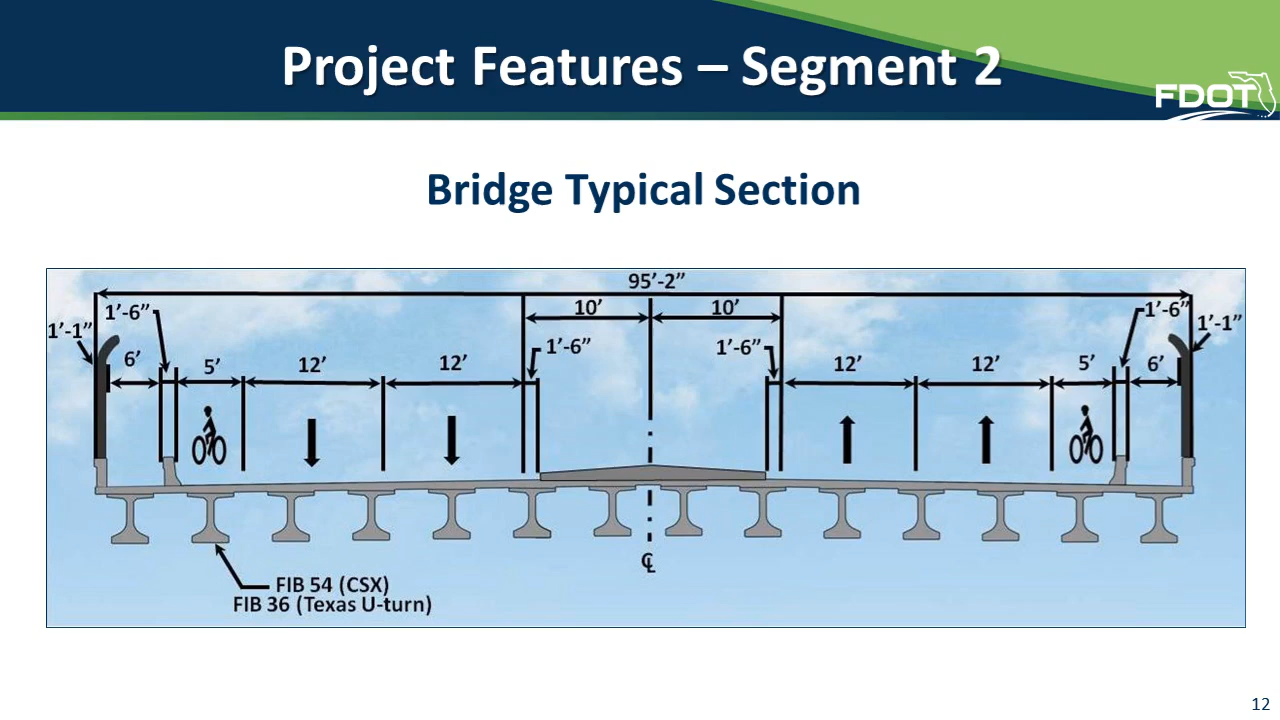 Project Features – Segment 2
FDOT
Bridge Typical Section
95’-2”
10’ 10’
1’-6” 1’-6”
1’-1” 1’-1”
1’-6” 1’-6”
6’ 5’ 12’ 12’ 12’ 12’ 5’ 6’
℄
FIB 54 (CSX)
FIB 36 (Texas U-turn)
12